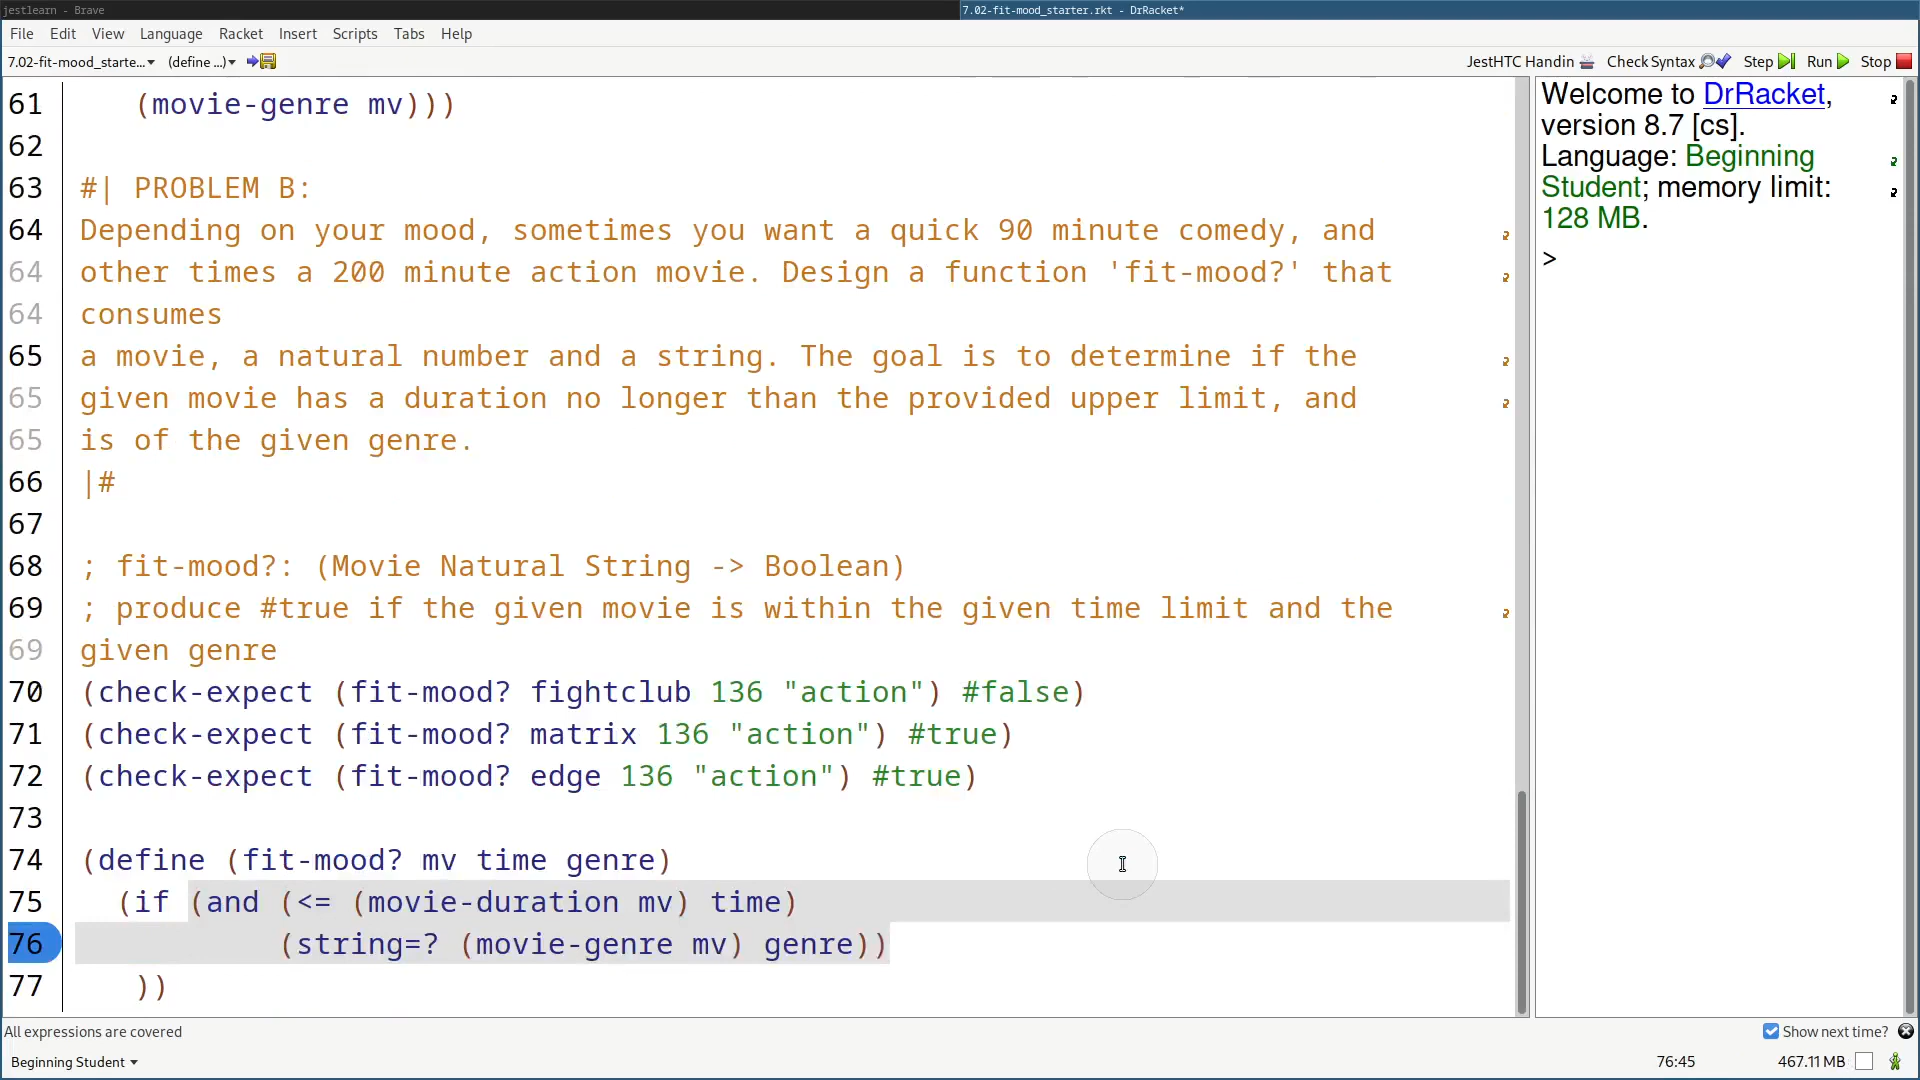 jestlearn - Brave
7.02-fit-mood_starter.rkt - DrRacket*
File Edit View Language Racket Insert Scripts Tabs Help
7.02-fit-mood_starte... (define ...) JestHTC Handin Check Syntax Step Run Stop
61 (movie-genre mv)))
62
63 #| PROBLEM B:
64 Depending on your mood, sometimes you want a quick 90 minute comedy, and
64 other times a 200 minute action movie. Design a function 'fit-mood?' that
64 consumes
65 a movie, a natural number and a string. The goal is to determine if the
65 given movie has a duration no longer than the provided upper limit, and
65 is of the given genre.
66 |#
67
68 ; fit-mood?: (Movie Natural String -> Boolean)
69 ; produce #true if the given movie is within the given time limit and the
69 given genre
70 (check-expect (fit-mood? fightclub 136 "action") #false)
71 (check-expect (fit-mood? matrix 136 "action") #true)
72 (check-expect (fit-mood? edge 136 "action") #true)
73
74 (define (fit-mood? mv time genre)
75 (if (and (<= (movie-duration mv) time)
76 (string=? (movie-genre mv) genre))
77 ))
Welcome to DrRacket,
version 8.7 [cs].
Language: Beginning
Student; memory limit:
128 MB.
>
All expressions are covered
Show next time?
Beginning Student
76:45
467.11 MB